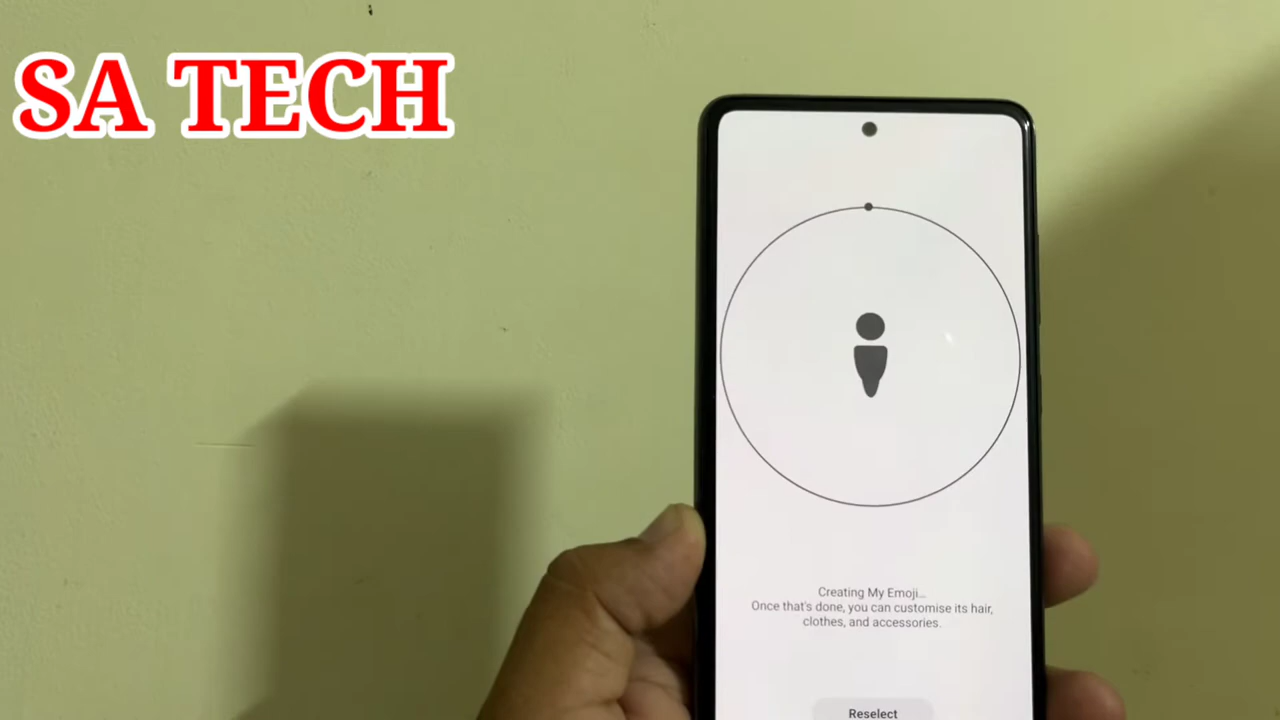 SA TECH
Creating My Emoji...
Once that's done, you can customise its hair,
clothes, and accessories.
Reselect